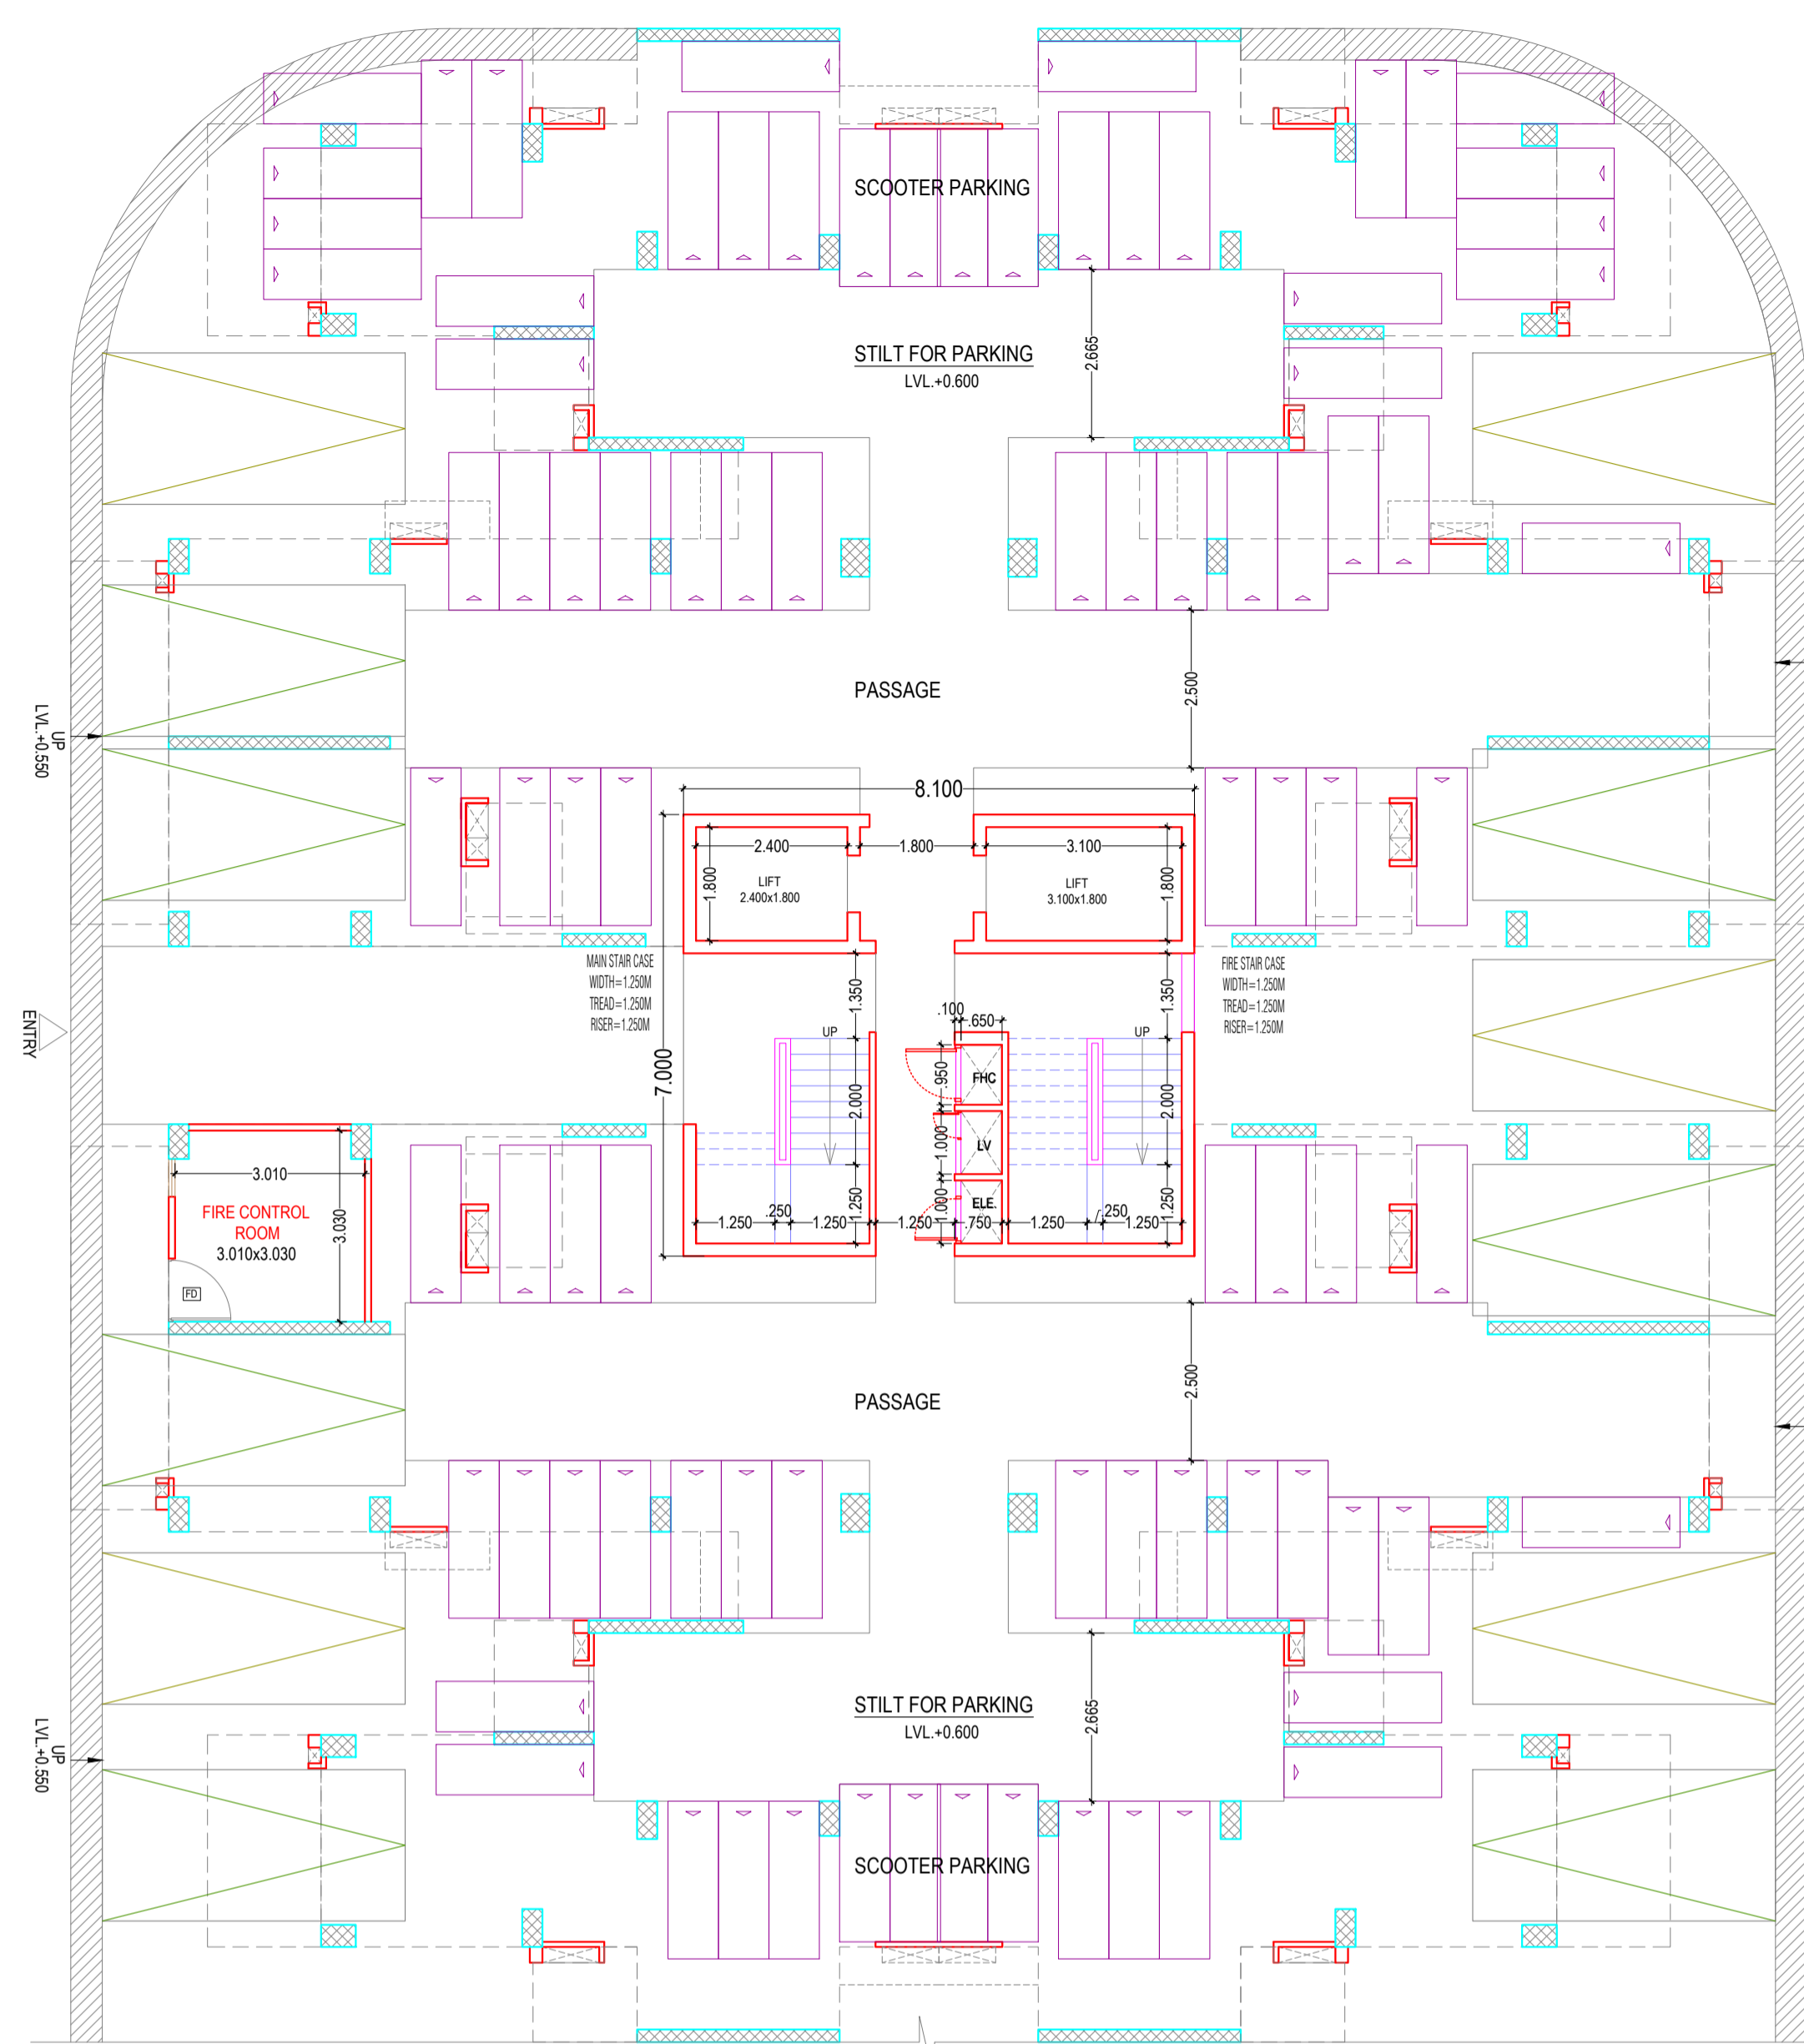 SCOOTER PARKING
STILT FOR PARKING
LVL.+0.600
2.665
PASSAGE
2.500
UP
LVL.+0.550
8.100
2.400
1.800
3.100
1.800
LIFT
2.400x1.800
LIFT
3.100x1.800
1.800
MAIN STAIR CASE
WIDTH=1.250M
TREAD=1.250M
RISER=1.250M
FIRE STAIR CASE
WIDTH=1.250M
TREAD=1.250M
RISER=1.250M
1.350
1.350
.100
.650
UP
UP
ENTRY
7.000
.950
FHC
2.000
2.000
1.000
LV
1.000
ELE.
1.250
.250
1.250
1.250
1.250
.750
1.250
.250
1.250
1.250
3.010
FIRE CONTROL
ROOM
3.010x3.030
3.030
FD
PASSAGE
2.500
STILT FOR PARKING
LVL.+0.600
2.665
UP
LVL.+0.550
SCOOTER PARKING